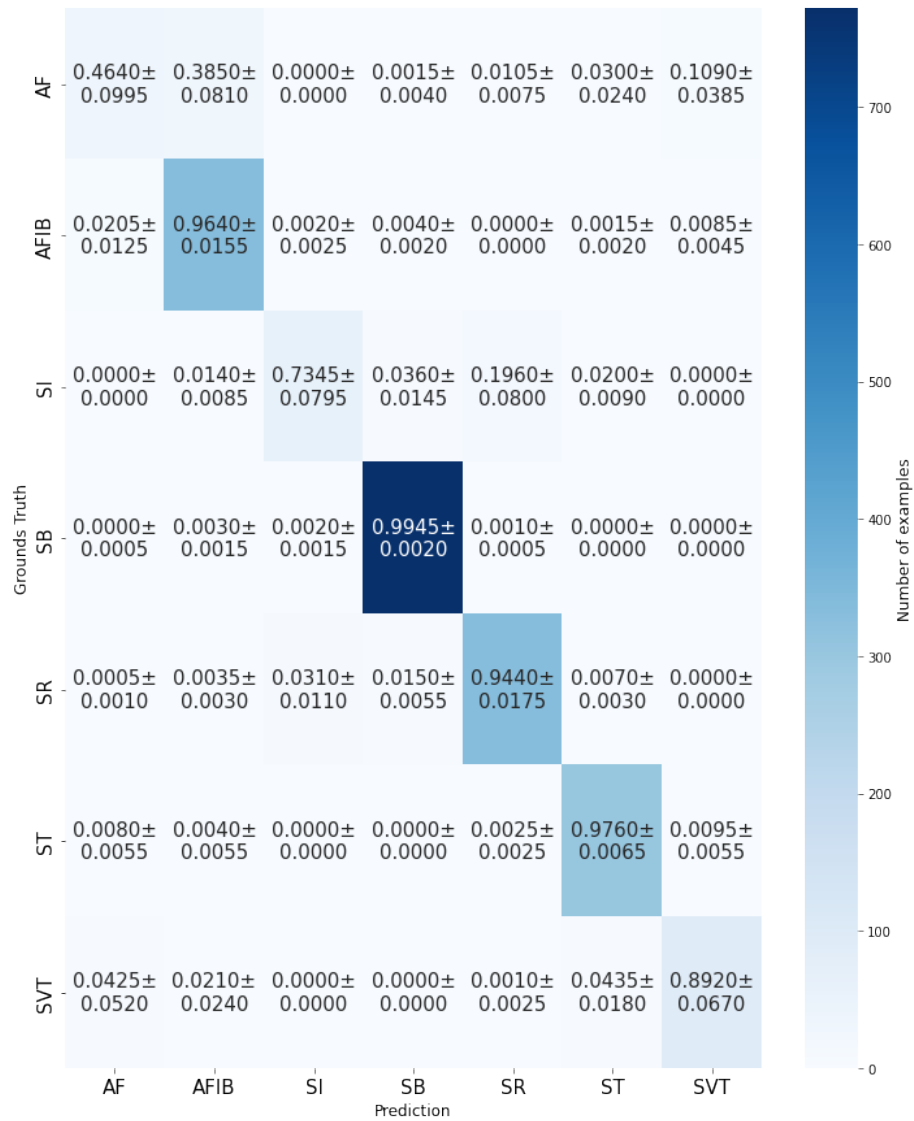 AF
0.4640± 0.3850± 0.0000± 0.0015± 0.0105± 0.0300± 0.1090±
0.0995 0.0810 0.0000 0.0040 0.0075 0.0240 0.0385
AFIB
0.0205± 0.9640± 0.0020± 0.0040± 0.0000± 0.0015± 0.0085±
0.0125 0.0155 0.0025 0.0020 0.0000 0.0020 0.0045
SI
0.0000± 0.0140± 0.7345± 0.0360± 0.1960± 0.0200± 0.0000±
0.0000 0.0085 0.0795 0.0145 0.0800 0.0090 0.0000
SB
0.0000± 0.0030± 0.0020± 0.9945± 0.0010± 0.0000± 0.0000±
0.0005 0.0015 0.0015 0.0020 0.0005 0.0000 0.0000
SR
0.0005± 0.0035± 0.0310± 0.0150± 0.9440± 0.0070± 0.0000±
0.0010 0.0030 0.0110 0.0055 0.0175 0.0030 0.0000
ST
0.0080± 0.0040± 0.0000± 0.0000± 0.0025± 0.9760± 0.0095±
0.0055 0.0055 0.0000 0.0000 0.0025 0.0065 0.0055
SVT
0.0425± 0.0210± 0.0000± 0.0000± 0.0010± 0.0435± 0.8920±
0.0520 0.0240 0.0000 0.0000 0.0025 0.0180 0.0670
AF AFIB SI SB SR ST SVT
Prediction
Grounds Truth
700
600
500
400
300
200
100
0
Number of examples